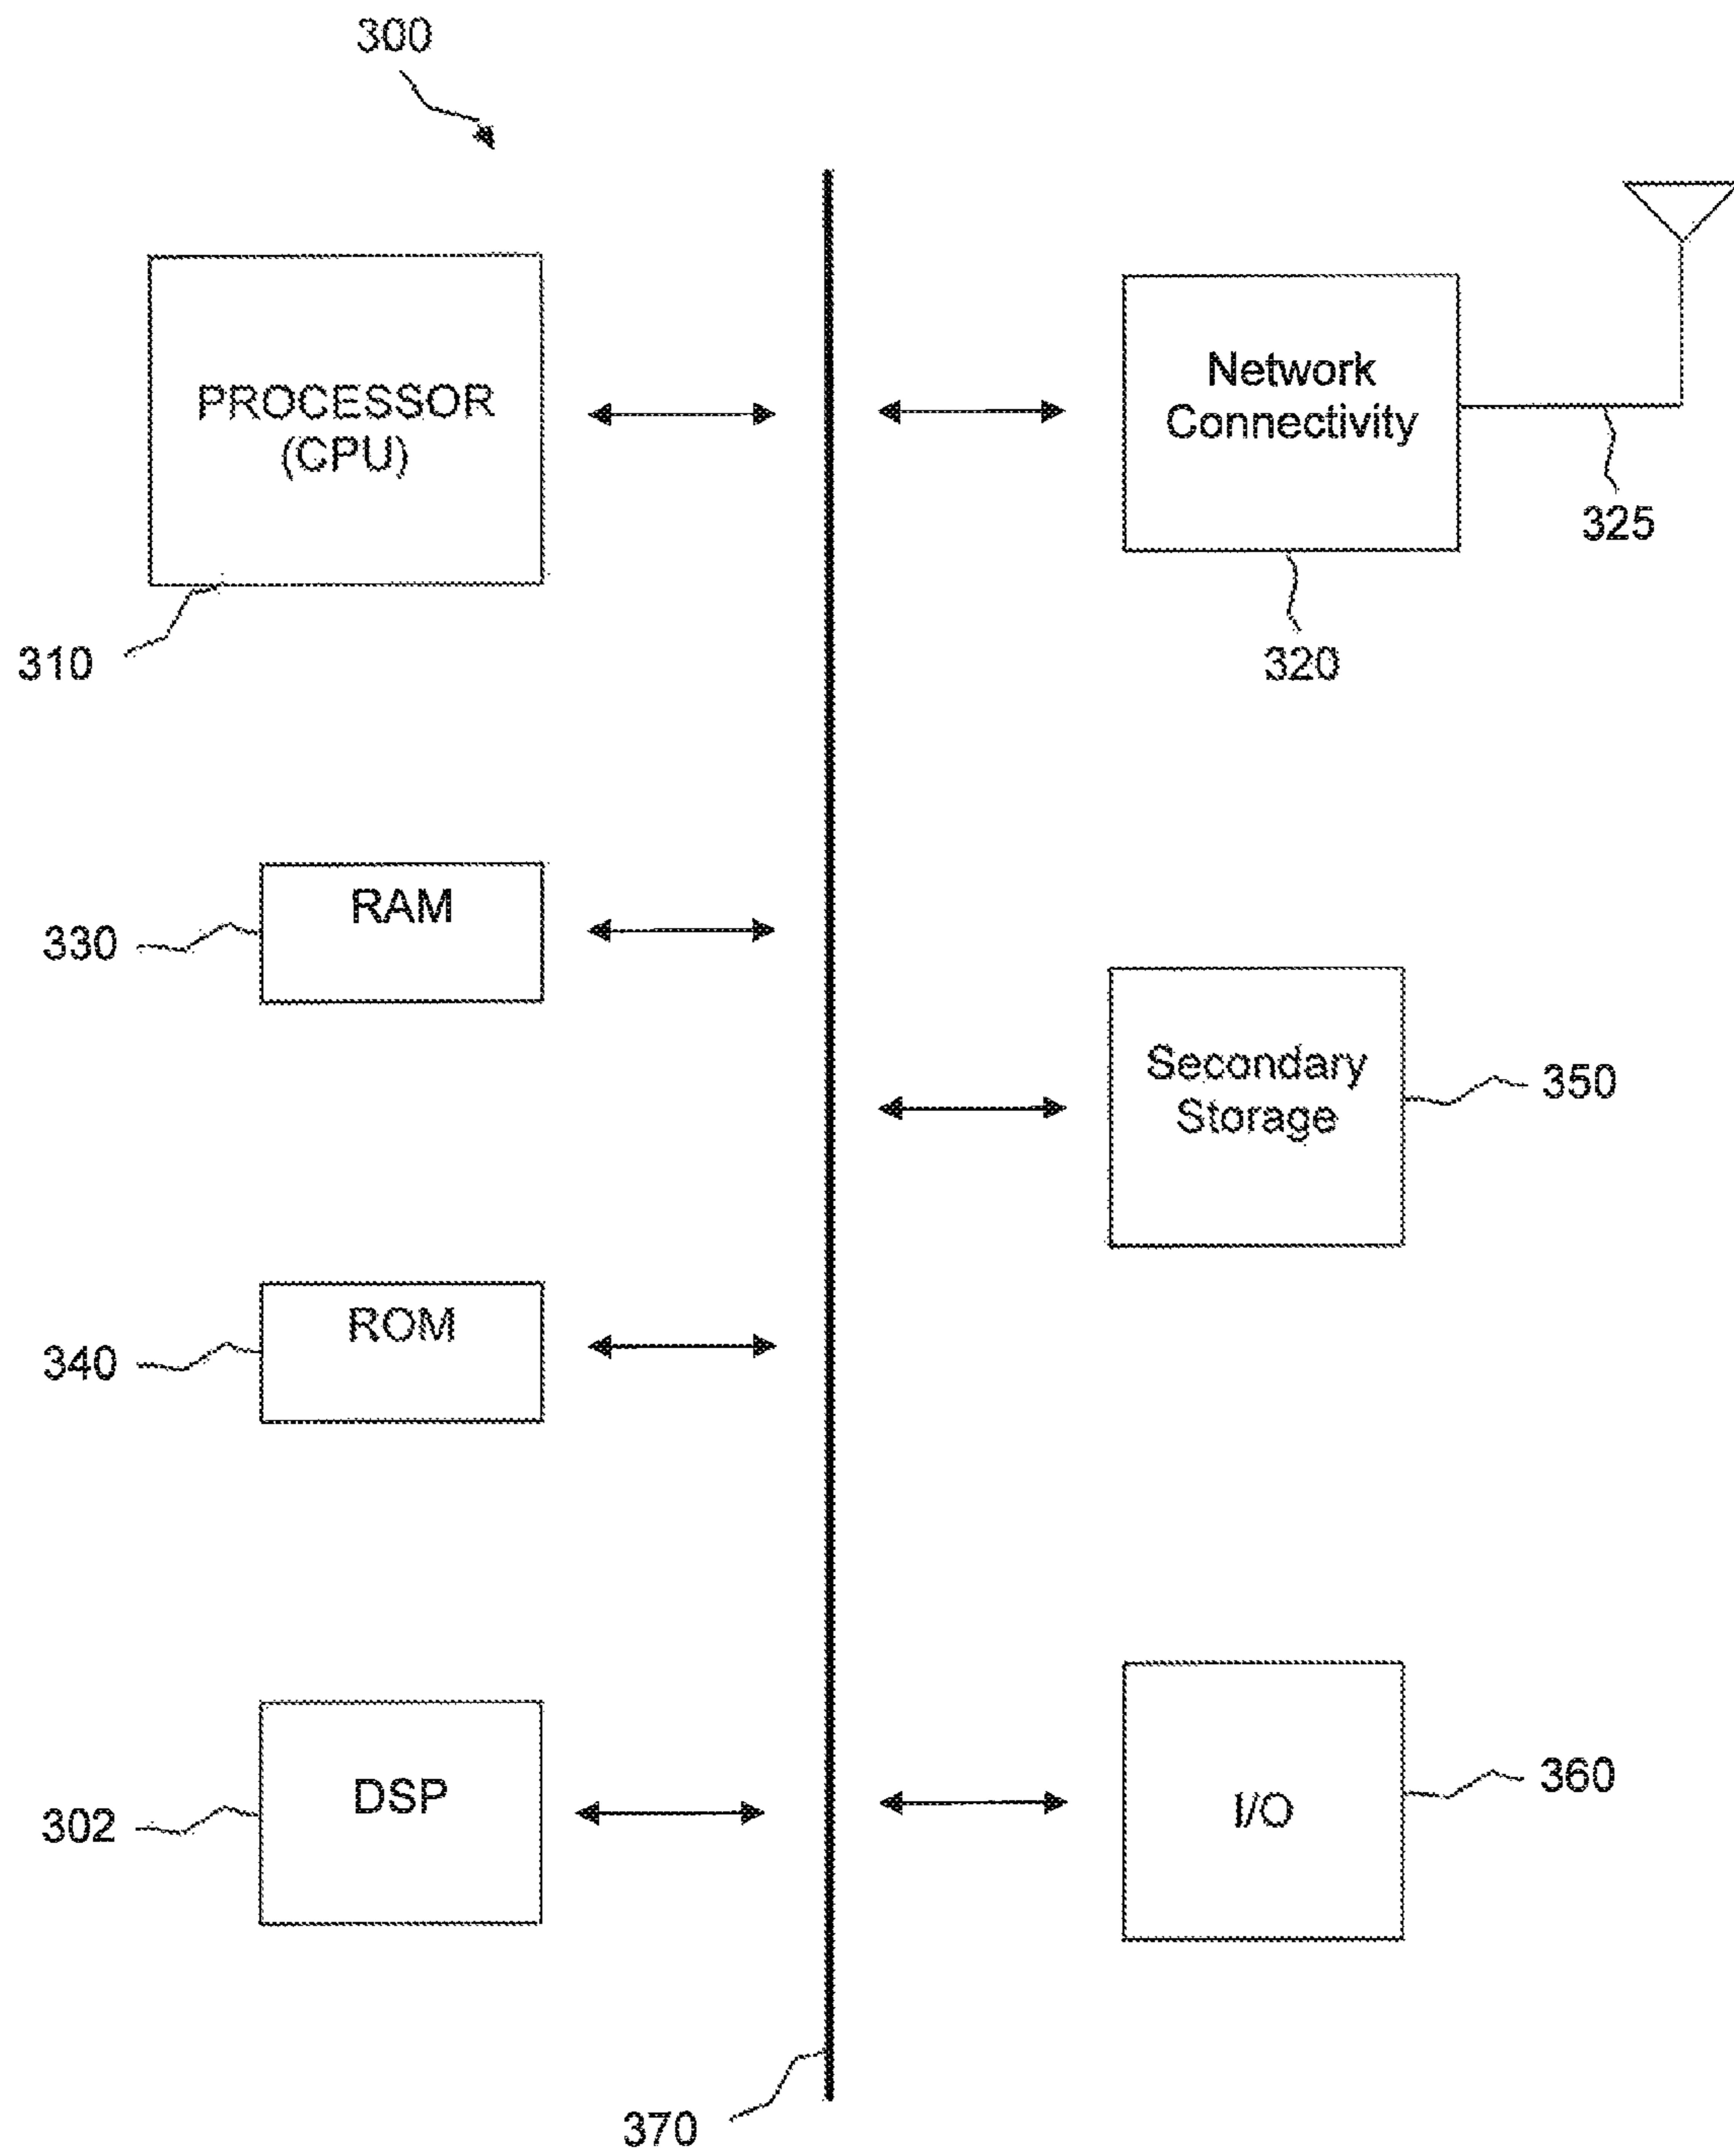 300
PROCESSOR
(CPU)
310
Network
Connectivity
325
320
RAM
330
Secondary
Storage
350
ROM
340
DSP
302
I/O
360
370